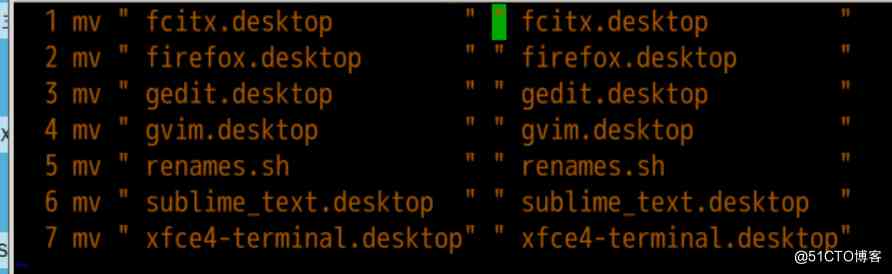 1 mv " fcitx.desktop         " " fcitx.desktop         "
2 mv " firefox.desktop       " " firefox.desktop       "
3 mv " gedit.desktop         " " gedit.desktop         "
4 mv " gvim.desktop          " " gvim.desktop          "
5 mv " renames.sh            " " renames.sh            "
6 mv " sublime_text.desktop  " " sublime_text.desktop  "
7 mv " xfce4-terminal.desktop" " xfce4-terminal.desktop"
@51CTO博客